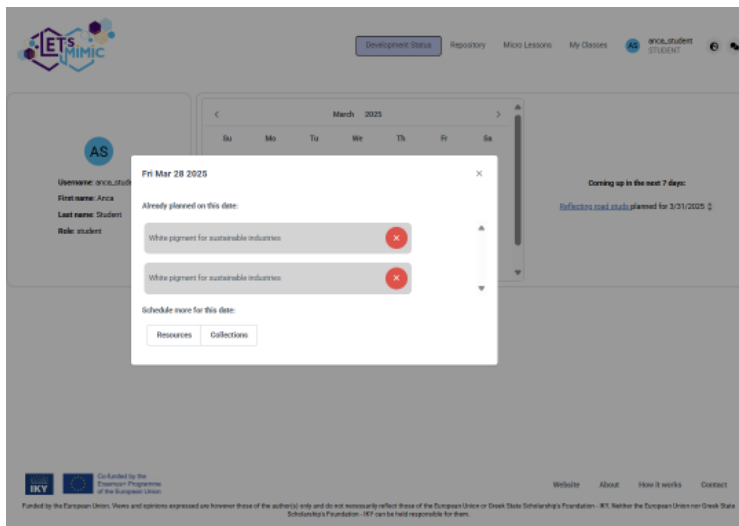 LETS
MIMIC
Development Status
Repository
Micro Lessons
My Classes
AS
anca_student
STUDENT
March 2025
Su Mo Tu We Th Fr Sa
AS
Username: anca_stude
First name: Anca
Last name: Student
Role: student
Fri Mar 28 2025
Already planned on this date:
White pigment for sustainable industries
White pigment for sustainable industries
Schedule more for this date:
Resources
Collections
Coming up in the next 7 days:
Reflecting road studs planned for 3/31/2025
IKY
Co-funded by the
Erasmus+ Programme
of the European Union
Website
About
How it works
Contact
Funded by the European Union. Views and opinions expressed are however those of the author(s) only and do not necessarily reflect those of the European Union or Greek State Scholarship's Foundation - IKY. Neither the European Union nor Greek State
Scholarship's Foundation - IKY can be held responsible for them.